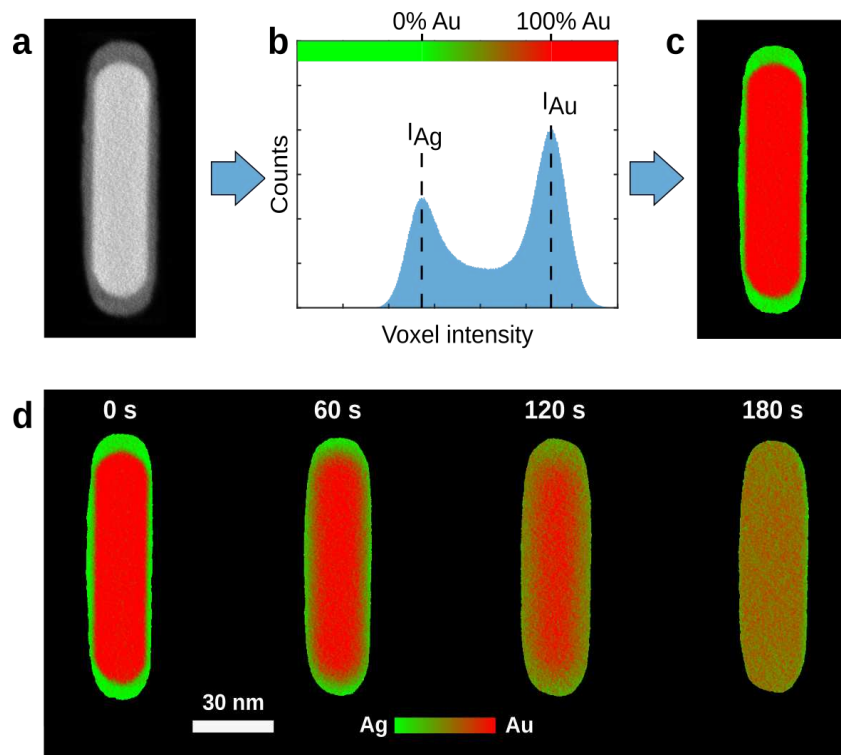 a
b
0% Au 100% Au
c
I_Ag
I_Au
Counts
Voxel intensity
d
0 s 60 s 120 s 180 s
30 nm
Ag Au